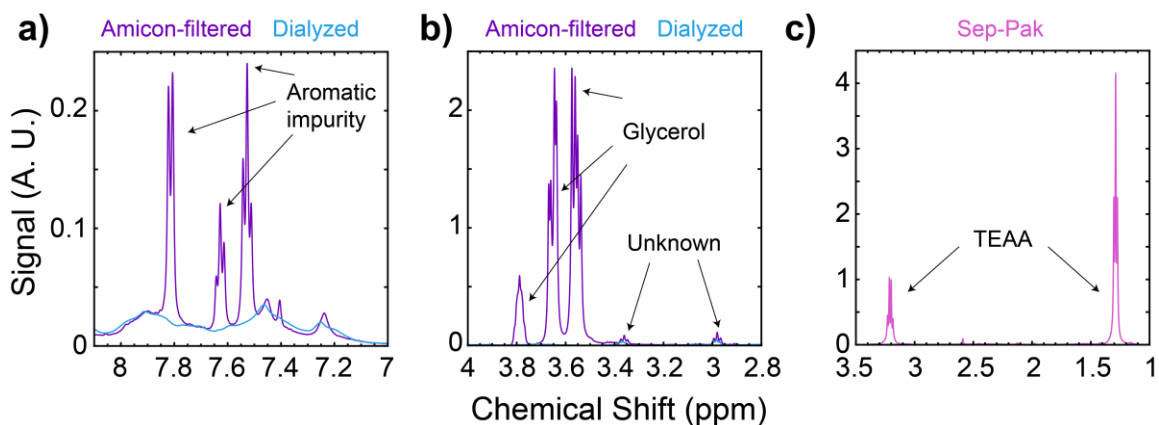 a) Amicon-filtered Dialyzed
b) Amicon-filtered Dialyzed
c) Sep-Pak
Signal (A. U.)
0.2
0.1
0
Aromatic
impurity
8 7.8 7.6 7.4 7.2 7
2
1
0
Glycerol
Unknown
4 3.8 3.6 3.4 3.2 3 2.8
4
3
2
1
0
TEAA
3.5 3 2.5 2 1.5 1
Chemical Shift (ppm)